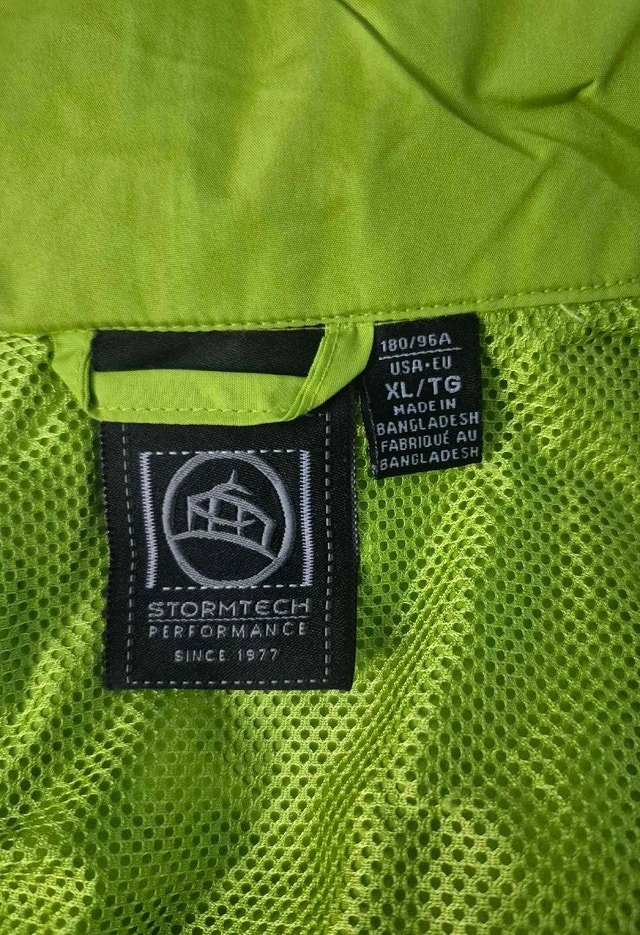 180/96A
USA·EU
XL/TG
MADE IN
BANGLADESH
FABRIQUÉ AU
BANGLADESH
STORMTECH
PERFORMANCE
SINCE 1977